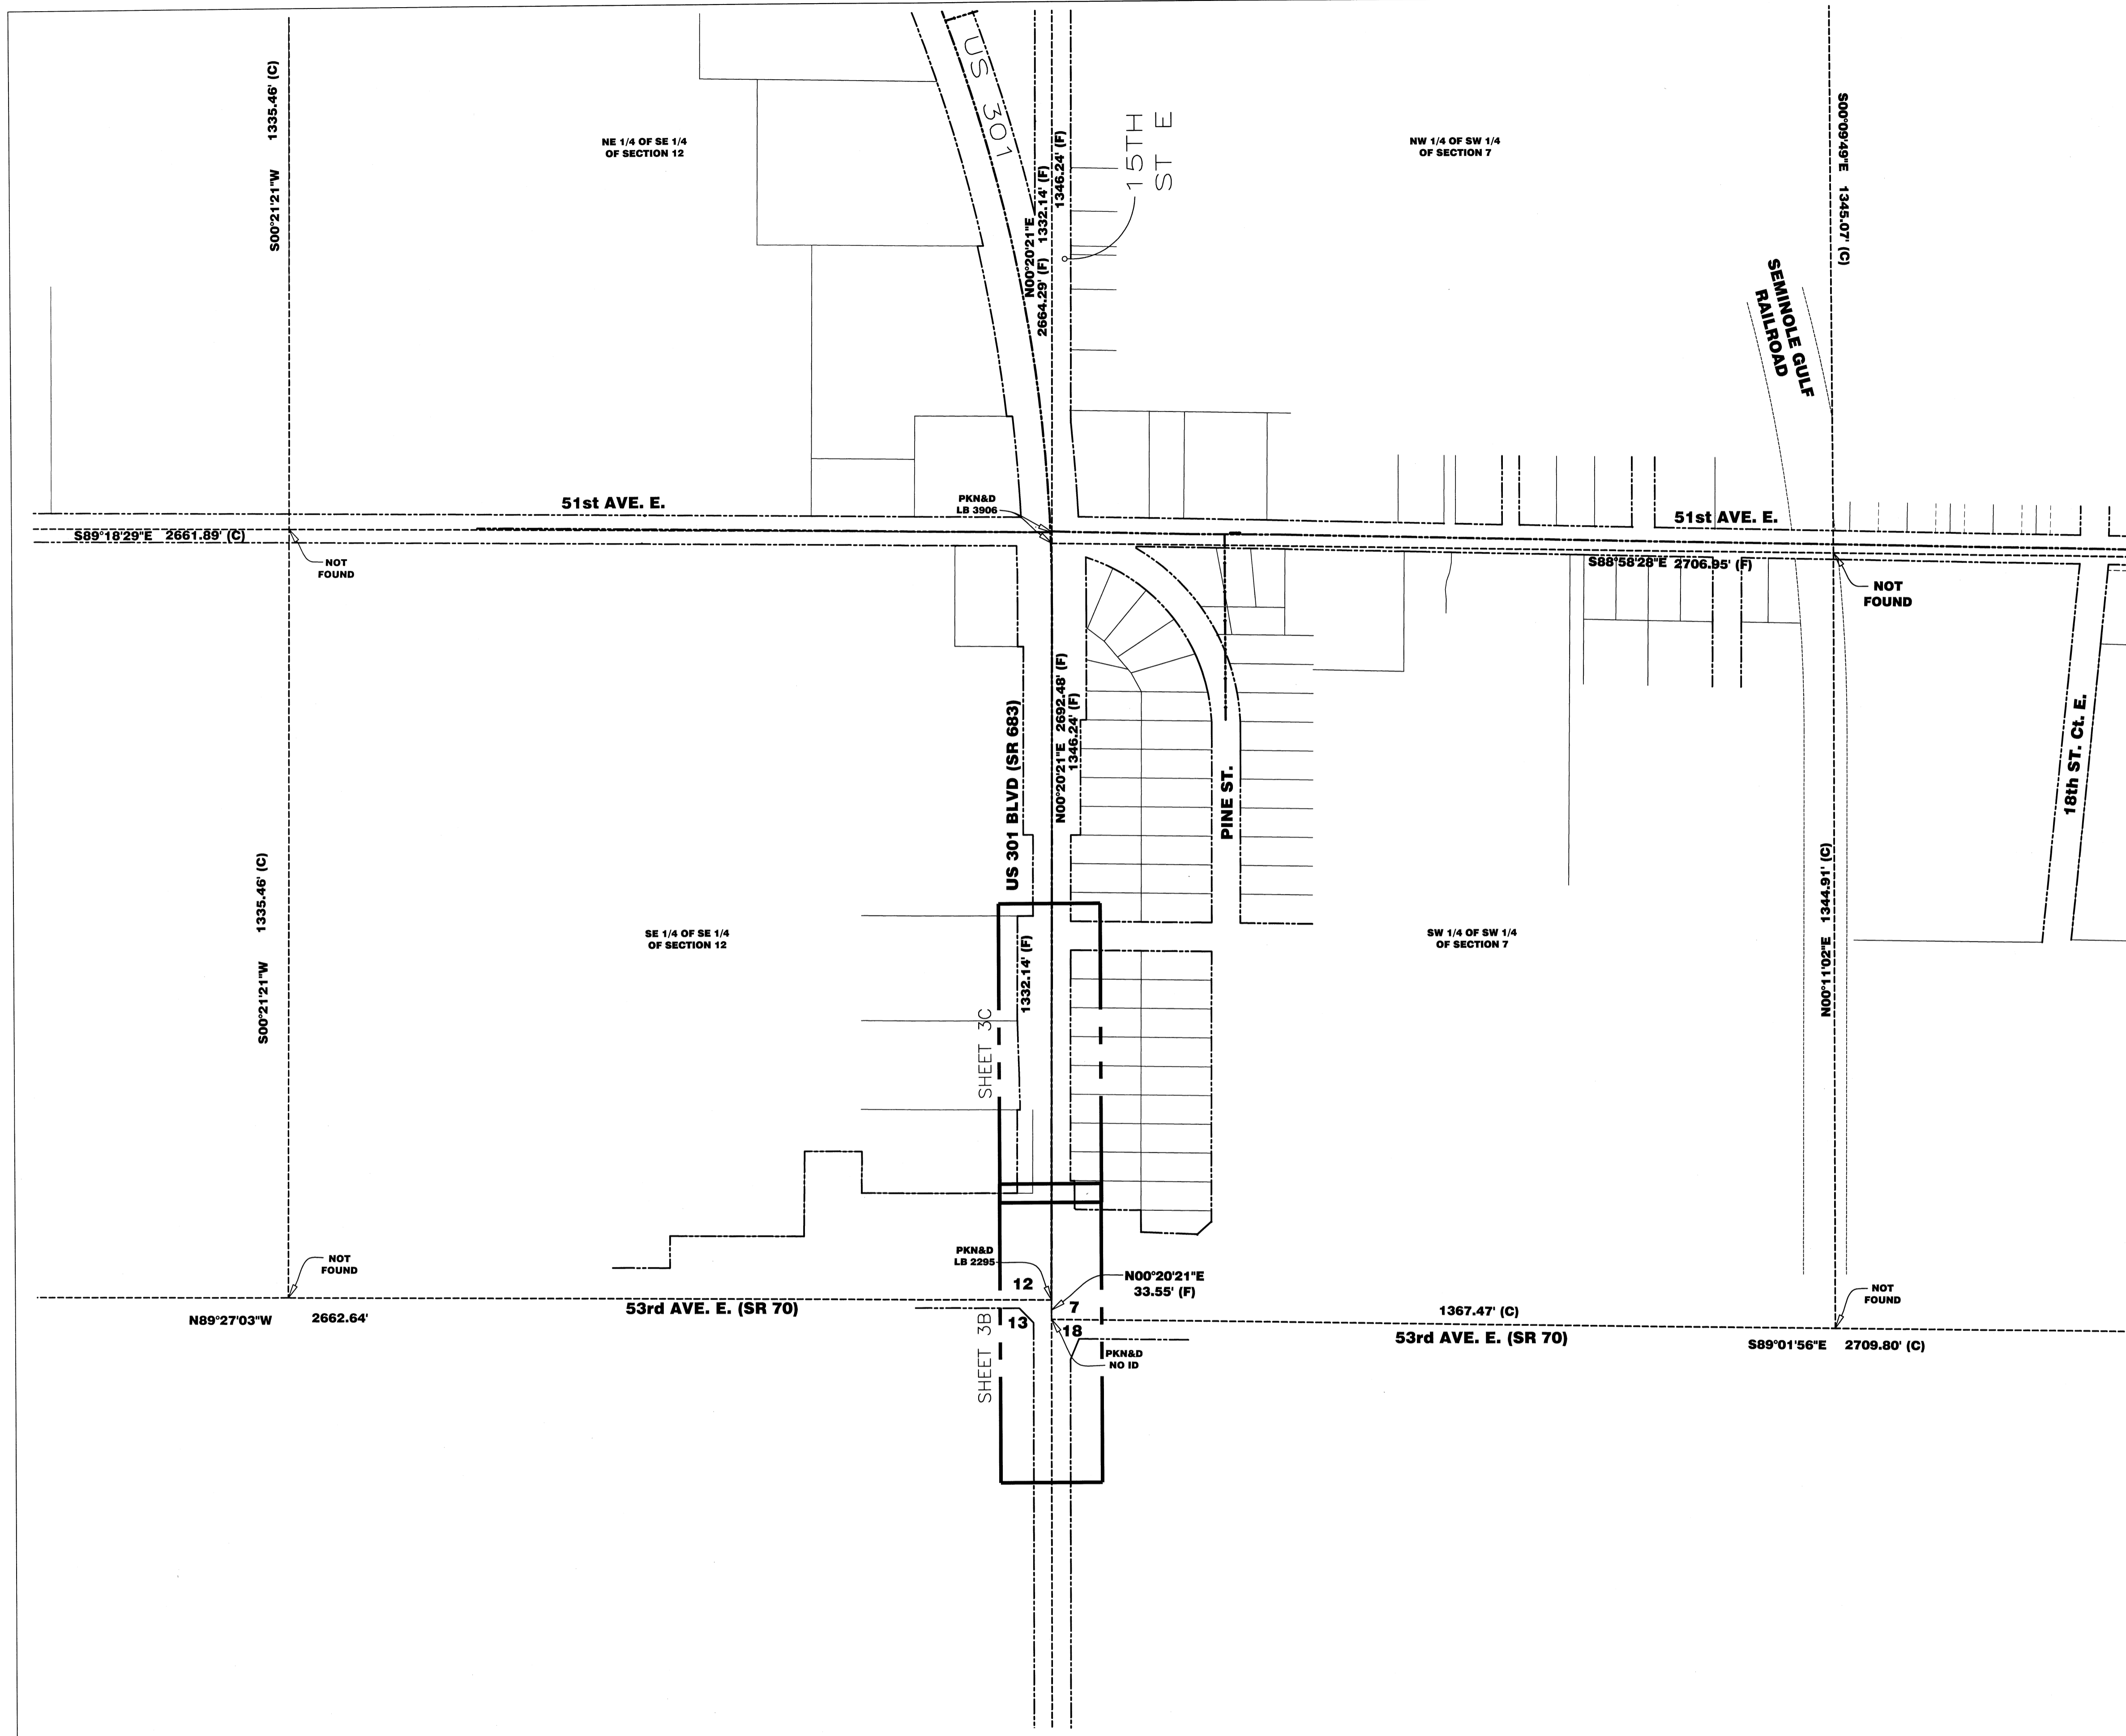 S00°21'21"W 1335.46' (C)
NE 1/4 OF SE 1/4
OF SECTION 12
US 301
N00°20'21"E
2664.29' (F) 1332.14' (F)
1346.24' (F)
15TH
ST E
NW 1/4 OF SW 1/4
OF SECTION 7
S00°09'49"E 1345.07' (C)
SEMINOLE GULF
RAILROAD
51st AVE. E.
PKN&D
LB 3906
51st AVE. E.
S89°18'29"E 2661.89' (C)
NOT
FOUND
S88°58'28"E 2706.95' (F)
NOT
FOUND
US 301 BLVD (SR 683)
N00°20'21"E 2692.48' (F)
1346.24' (F)
PINE ST.
18th ST. Ct. E.
S00°21'21"W 1335.46' (C)
SE 1/4 OF SE 1/4
OF SECTION 12
1332.14' (F)
SHEET 3C
SW 1/4 OF SW 1/4
OF SECTION 7
N00°11'02"E 1344.91' (C)
NOT
FOUND
PKN&D
LB 2295
12
N00°20'21"E
33.55' (F)
7
13
18
NOT
FOUND
N89°27'03"W 2662.64'
53rd AVE. E. (SR 70)
SHEET 3B
PKN&D
NO ID
1367.47' (C)
53rd AVE. E. (SR 70)
S89°01'56"E 2709.80' (C)